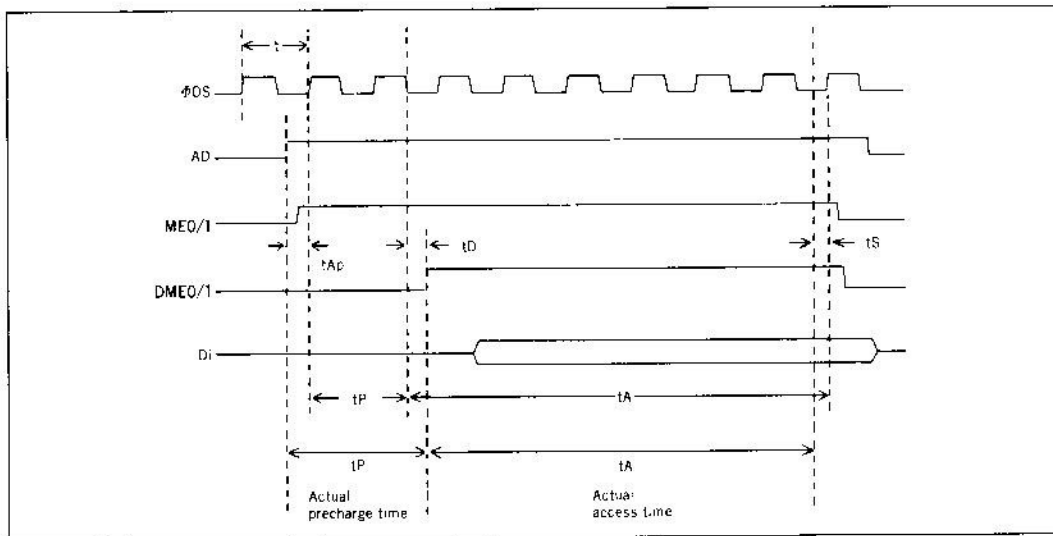 t
φOS
AD
ME0/1
tAp
tD
tS
DME0/1
Di
tP
tA
tP
tA
Actual
precharge time
Actual
access time